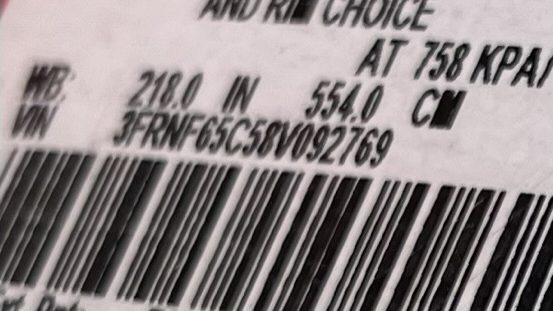 AND RIM CHOICE
AT 758 KPA/
WB: 218.0 IN 554.0 CM
VIN 3FRNF65C58V092769